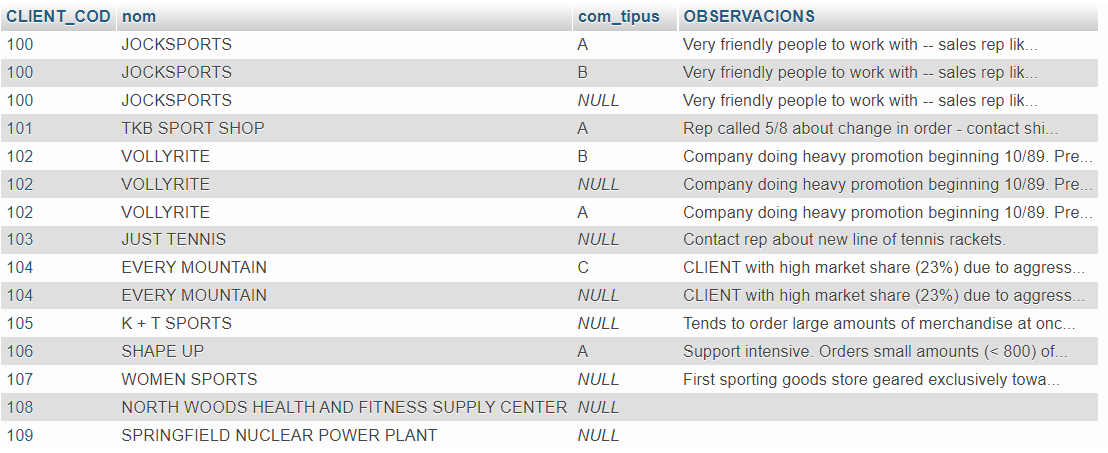 CLIENT_COD nom com_tipus OBSERVACIONS
100 JOCKSPORTS A Very friendly people to work with -- sales rep lik...
100 JOCKSPORTS B Very friendly people to work with -- sales rep lik...
100 JOCKSPORTS NULL Very friendly people to work with -- sales rep lik...
101 TKB SPORT SHOP A Rep called 5/8 about change in order - contact shi...
102 VOLLYRITE B Company doing heavy promotion beginning 10/89. Pre...
102 VOLLYRITE NULL Company doing heavy promotion beginning 10/89. Pre...
102 VOLLYRITE A Company doing heavy promotion beginning 10/89. Pre...
103 JUST TENNIS NULL Contact rep about new line of tennis rackets.
104 EVERY MOUNTAIN C CLIENT with high market share (23%) due to aggress...
104 EVERY MOUNTAIN NULL CLIENT with high market share (23%) due to aggress...
105 K + T SPORTS NULL Tends to order large amounts of merchandise at onc...
106 SHAPE UP A Support intensive. Orders small amounts (< 800) of...
107 WOMEN SPORTS NULL First sporting goods store geared exclusively towa...
108 NORTH WOODS HEALTH AND FITNESS SUPPLY CENTER NULL
109 SPRINGFIELD NUCLEAR POWER PLANT NULL